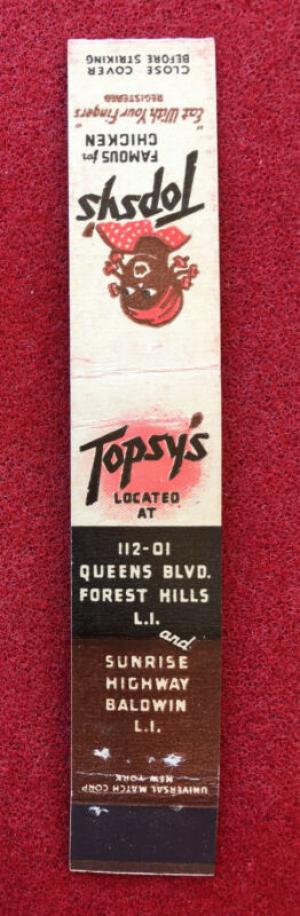 CLOSE COVER
BEFORE STRIKING
"Eat With Your Fingers"
REGISTERED
FAMOUS for
CHICKEN
Topsy's
Topsy's
LOCATED
AT
112-01
QUEENS BLVD.
FOREST HILLS
L.I.
and
SUNRISE
HIGHWAY
BALDWIN
L.I.
UNIVERSAL MATCH CORP
NEW YORK